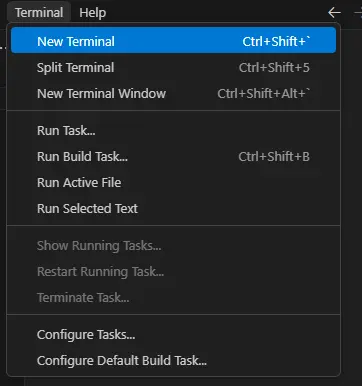 Terminal Help
New Terminal Ctrl+Shift+`
Split Terminal Ctrl+Shift+5
New Terminal Window Ctrl+Shift+Alt+`
Run Task...
Run Build Task... Ctrl+Shift+B
Run Active File
Run Selected Text
Show Running Tasks...
Restart Running Task...
Terminate Task...
Configure Tasks...
Configure Default Build Task...